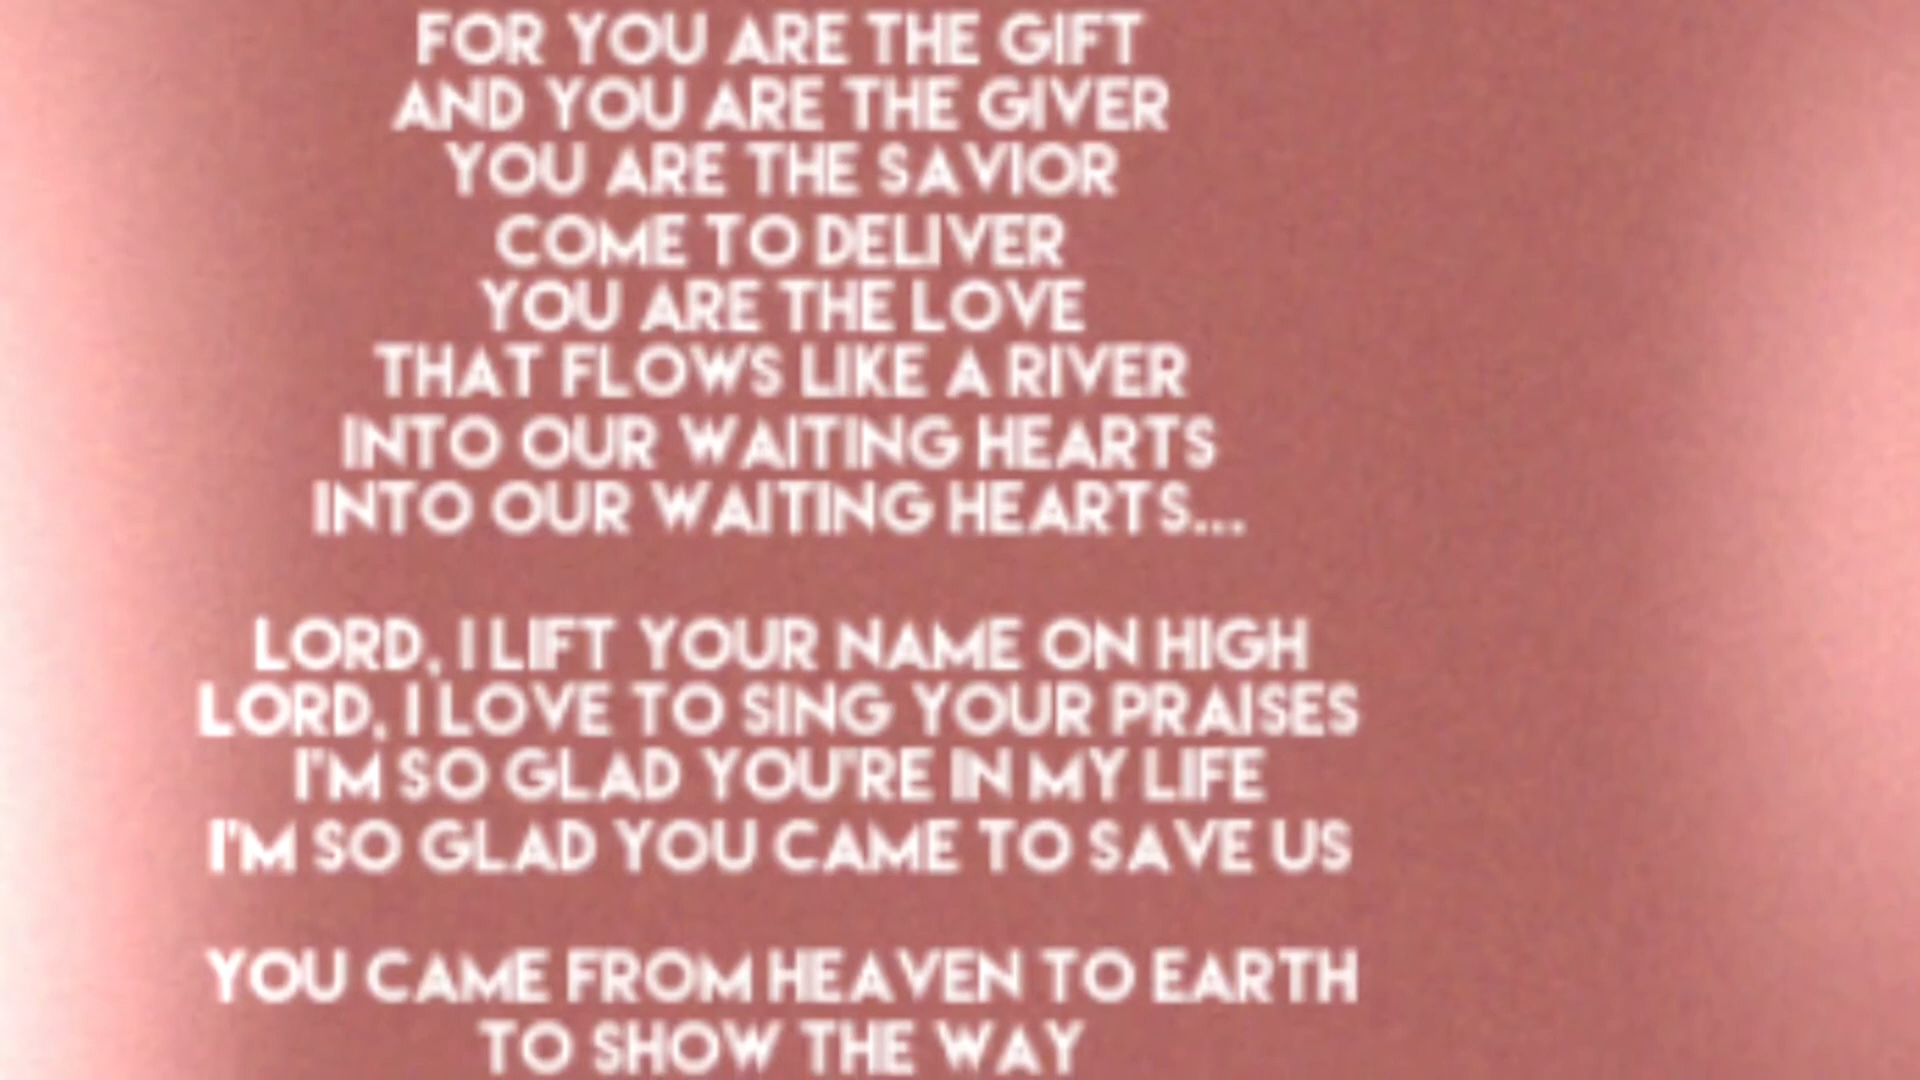 FOR YOU ARE THE GIFT
AND YOU ARE THE GIVER
YOU ARE THE SAVIOR
COME TO DELIVER
YOU ARE THE LOVE
THAT FLOWS LIKE A RIVER
INTO OUR WAITING HEARTS
INTO OUR WAITING HEARTS...
LORD, I LIFT YOUR NAME ON HIGH
LORD, I LOVE TO SING YOUR PRAISES
I'M SO GLAD YOU'RE IN MY LIFE
I'M SO GLAD YOU CAME TO SAVE US
YOU CAME FROM HEAVEN TO EARTH
TO SHOW THE WAY